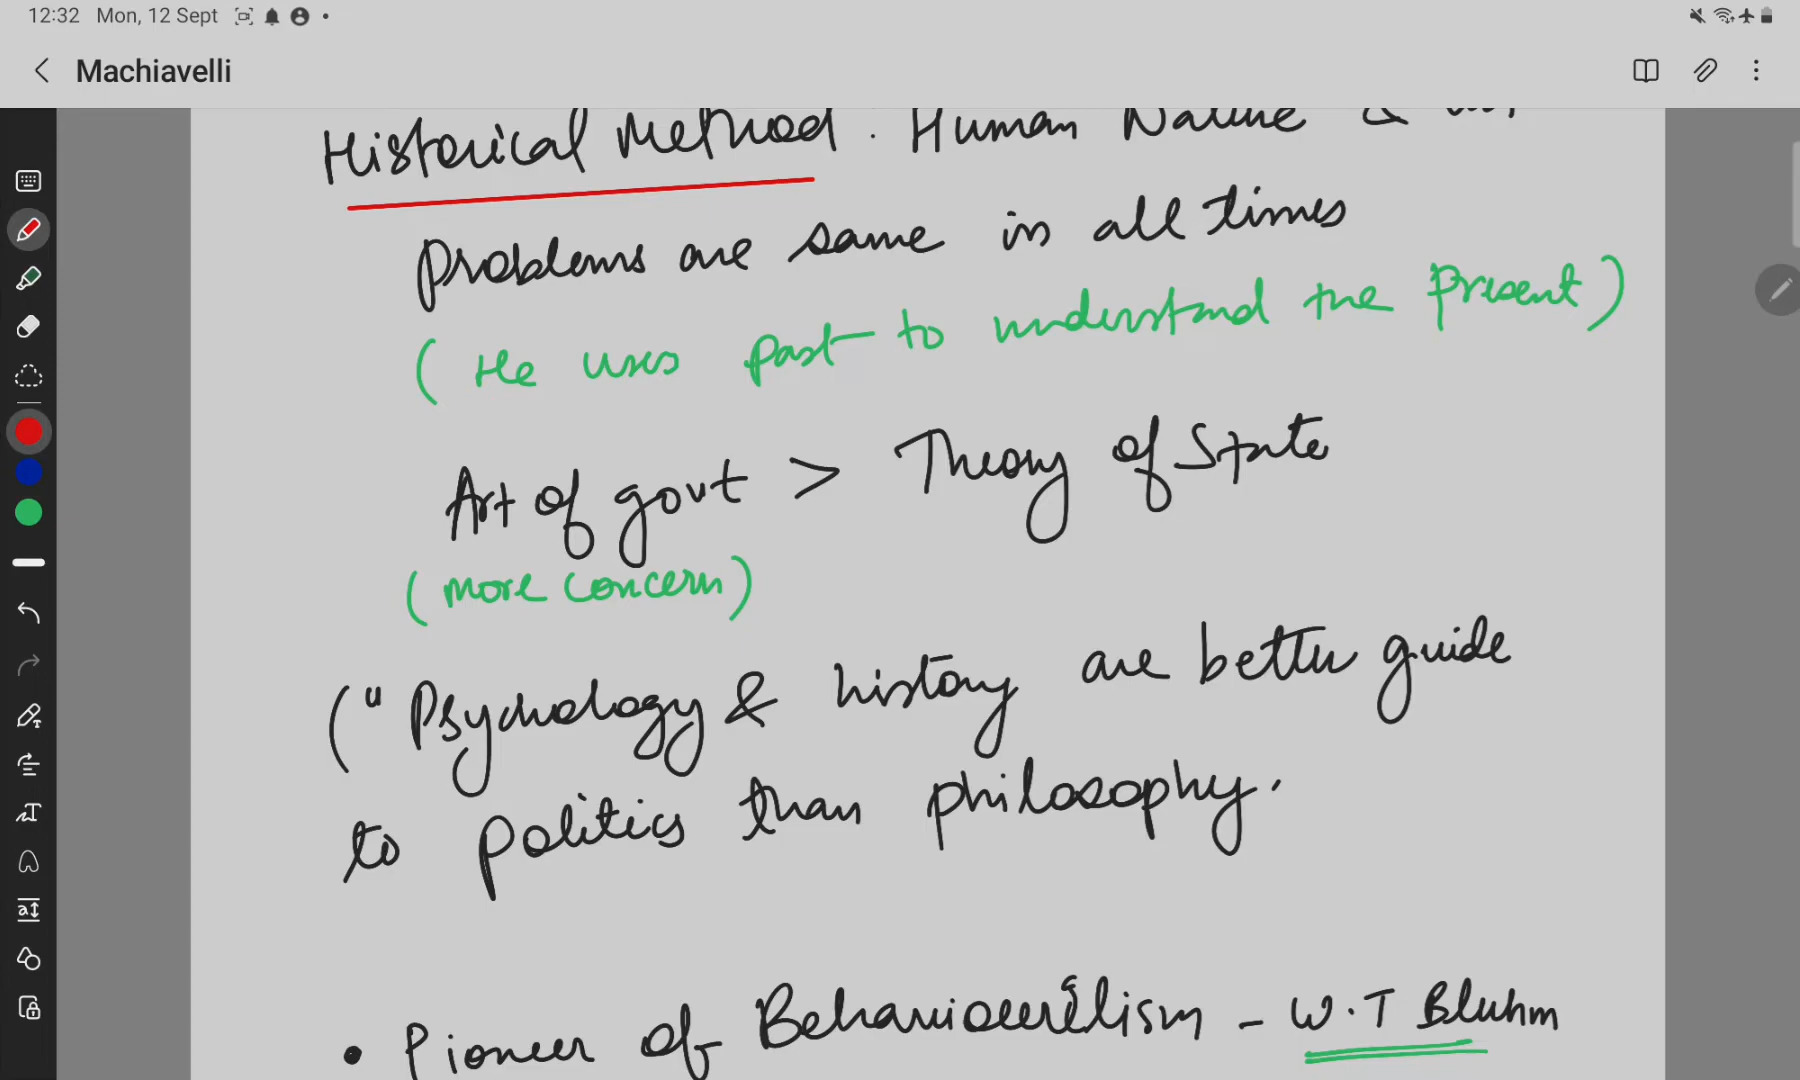 12:32 Mon, 12 Sept
Machiavelli
Historical Method. Human Nature &
Problems are same in all times
(He uses past to understand the present)
Art of govt > Theory of State
(more concern)
("Psychology & history are better guide
to politics than philosophy.
• Pioneer of Behaviouralism - W.T Bluhm